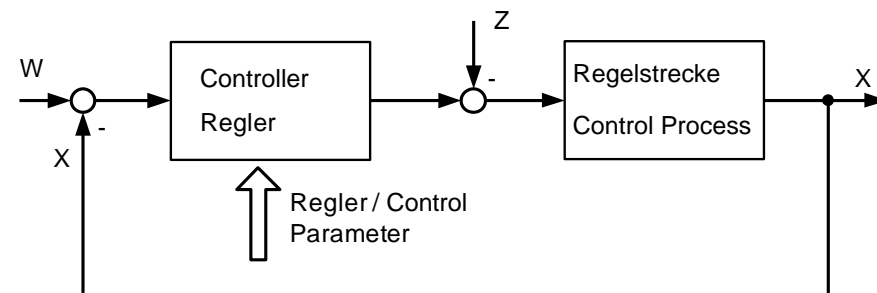 Z
W
-
Controller
Regler
Regelstrecke
Control Process
X
-
X
Regler / Control
Parameter